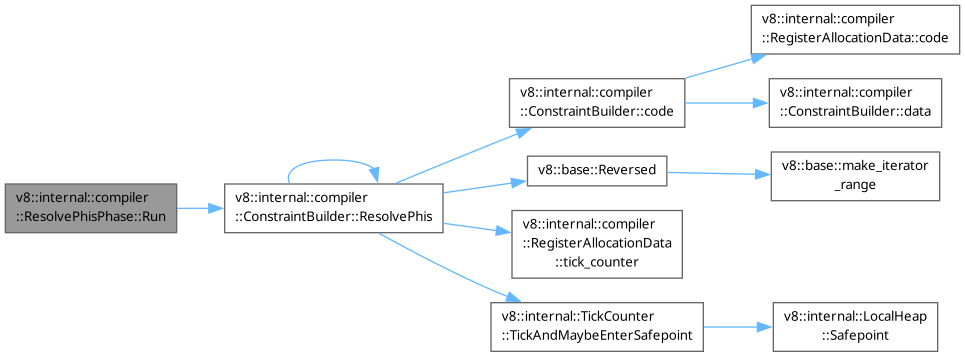 v8::internal::compiler
::ResolvePhisPhase::Run
v8::internal::compiler
::ConstraintBuilder::ResolvePhis
v8::internal::compiler
::ConstraintBuilder::code
v8::internal::compiler
::RegisterAllocationData::code
v8::internal::compiler
::ConstraintBuilder::data
v8::base::Reversed
v8::base::make_iterator
_range
v8::internal::compiler
::RegisterAllocationData
::tick_counter
v8::internal::TickCounter
::TickAndMaybeEnterSafepoint
v8::internal::LocalHeap
::Safepoint